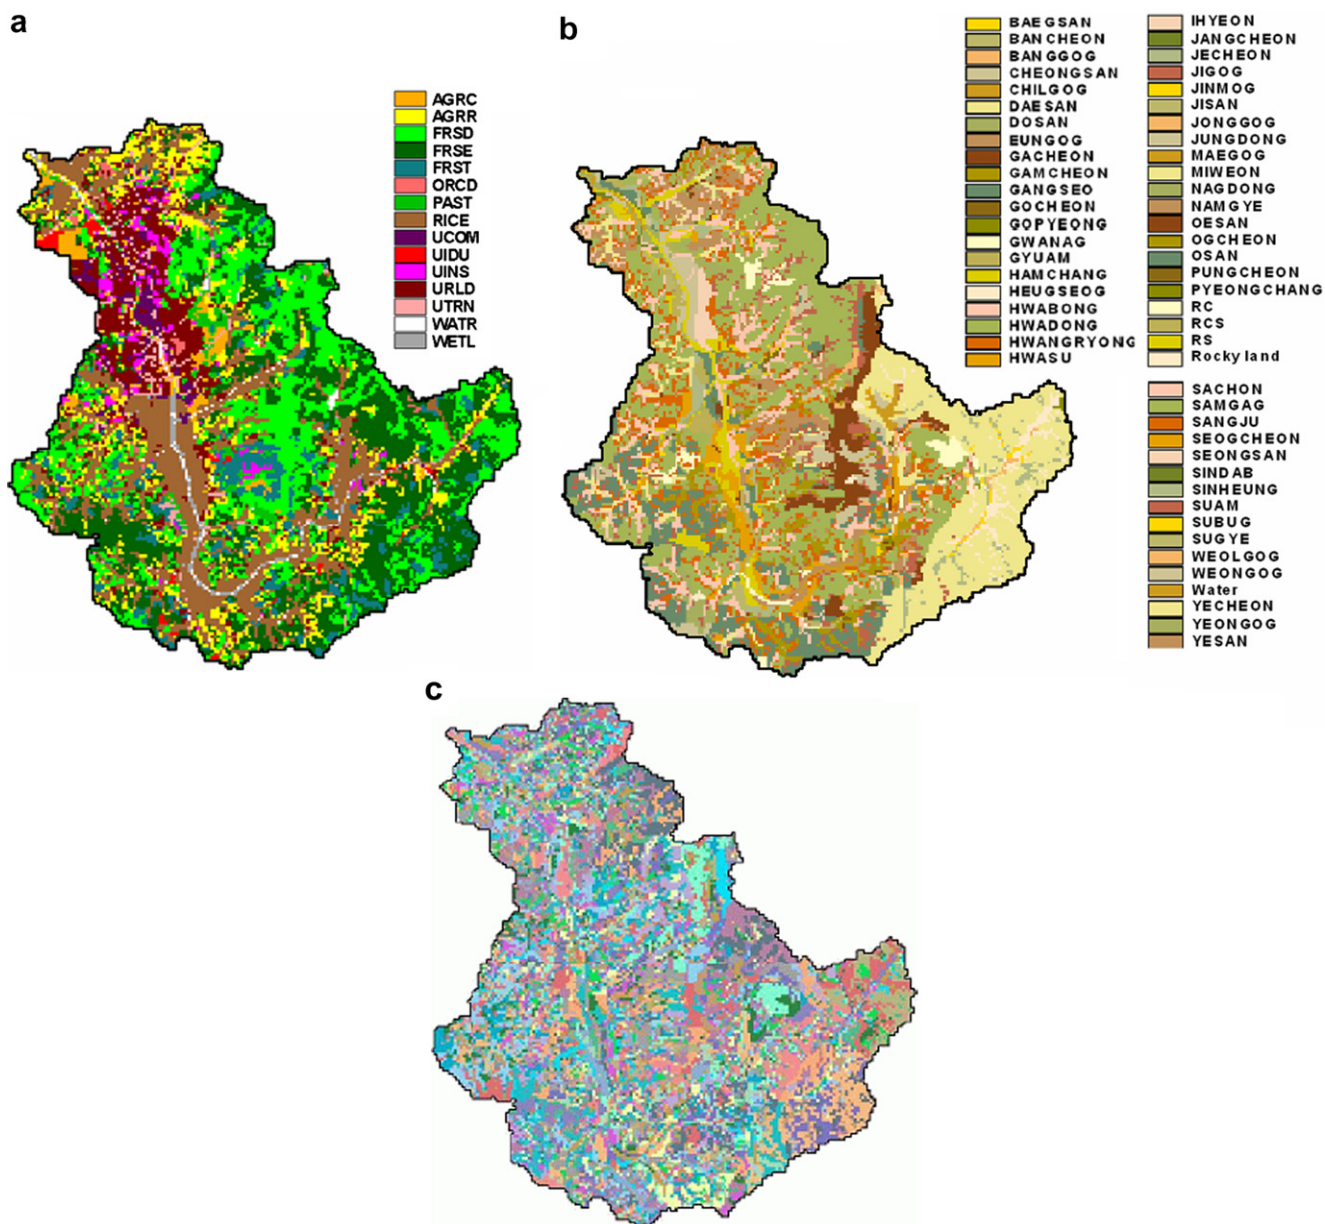 a
AGRC
AGRR
FRSD
FRSE
FRST
ORCD
PAST
RICE
UCOM
UIDU
UINS
URLD
UTRN
WATR
WETL
b
BAEGSAN
BANCHEON
BANGGOG
CHEONGSAN
CHILGOG
DAESAN
DOSAN
EUNGOG
GACHEON
GAMCHEON
GANGSEO
GOCHEON
GOPYEONG
GWANAG
GYUAM
HAMCHANG
HEUGSEOG
HWABONG
HWADONG
HWANGRYONG
HWASU
IHYEON
JANGCHEON
JECHEON
JIGOG
JINMOG
JISAN
JONGGOG
JUNGDONG
MAEGOG
MIWEON
NAGDONG
NAMGYE
OESAN
OGCHEON
OSAN
PUNGCHEON
PYEONGCHANG
RC
RCS
RS
Rocky land
SACHON
SAMGAG
SANGJU
SEOGCHEON
SEONGSAN
SINDAB
SINHEUNG
SUAM
SUBUG
SUGYE
WEOLGOG
WEONGOG
Water
YECHEON
YEONGOG
YESAN
c